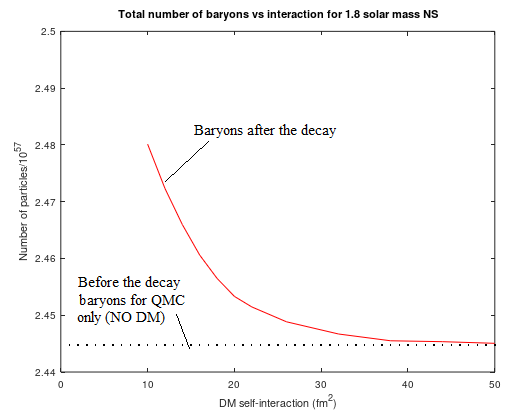 Total number of baryons vs interaction for 1.8 solar mass NS
2.5
2.49
2.48
2.47
2.46
2.45
2.44
Number of particles/10^57
Baryons after the decay
Before the decay
baryons for QMC
only (NO DM)
0 10 20 30 40 50
DM self-interaction (fm^2)